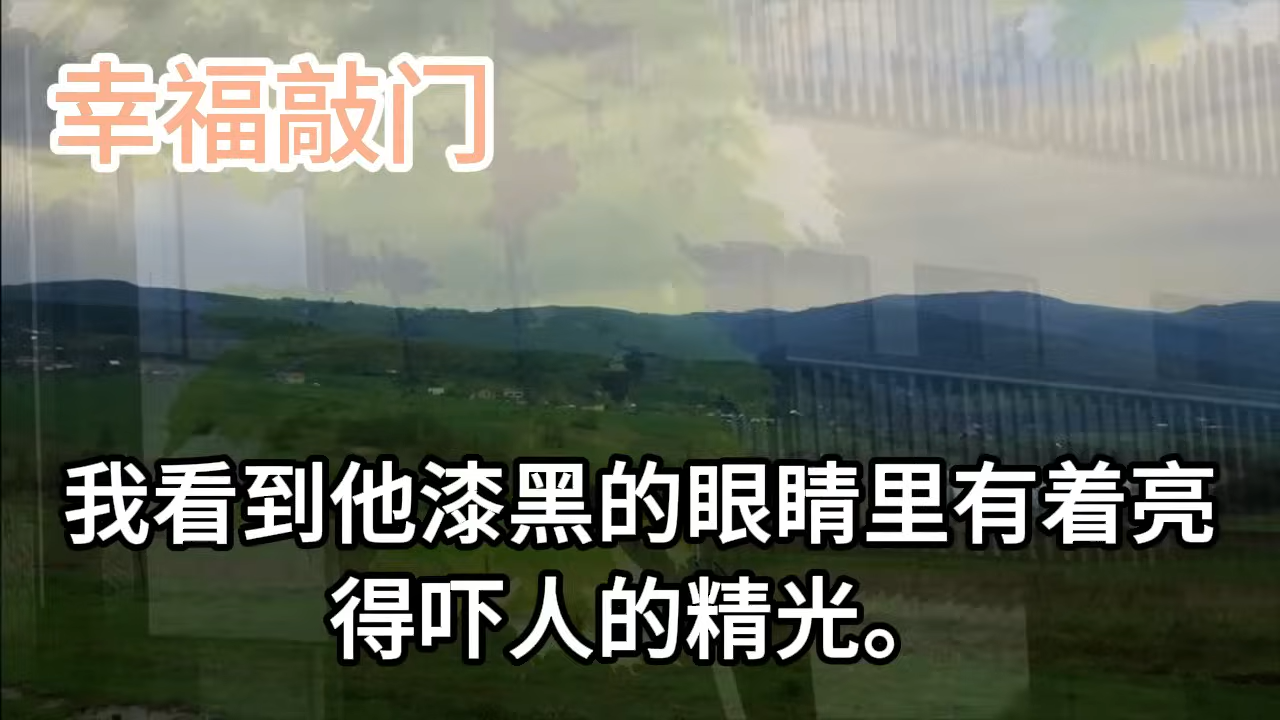 幸福敲门
我看到他漆黑的眼睛里有着亮
得吓人的精光。